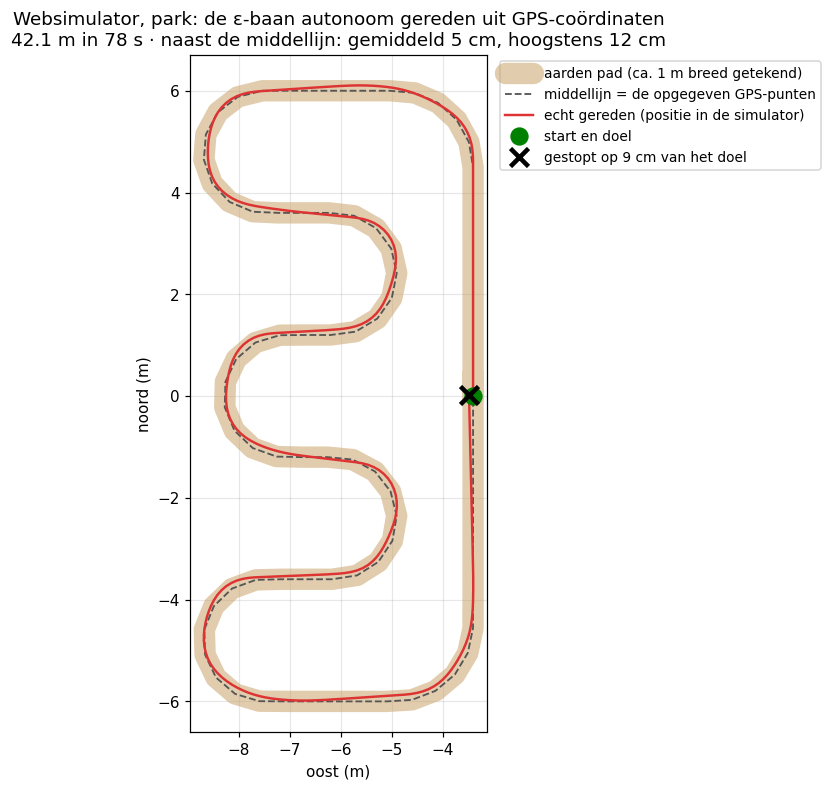 Websimulator, park: de ε-baan autonoom gereden uit GPS-coördinaten
42.1 m in 78 s · naast de middellijn: gemiddeld 5 cm, hoogstens 12 cm
aarden pad (ca. 1 m breed getekend)
middellijn = de opgegeven GPS-punten
echt gereden (positie in de simulator)
start en doel
gestopt op 9 cm van het doel
noord (m)
6
4
2
0
−2
−4
−6
−8
−7
−6
−5
−4
oost (m)